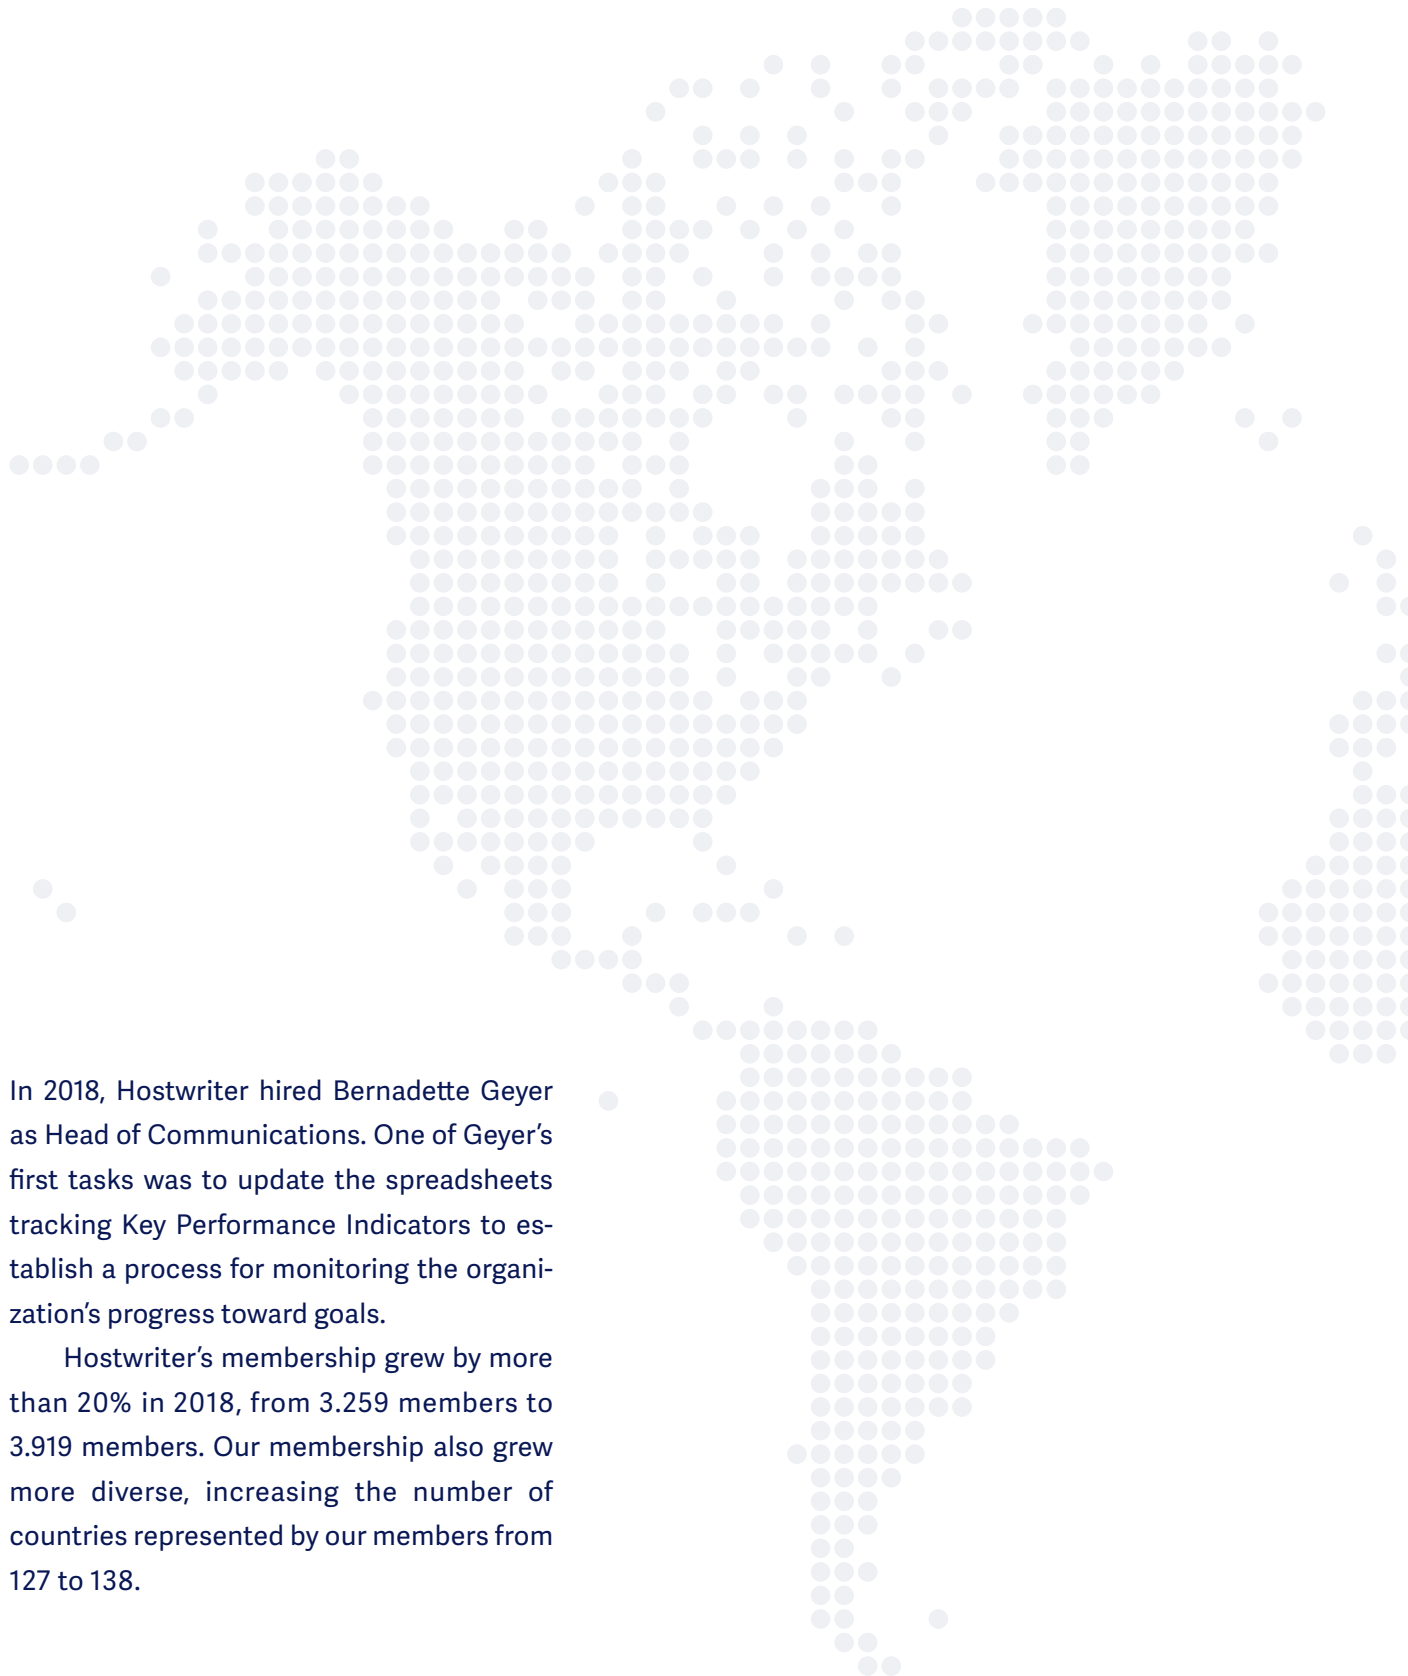 In 2018, Hostwriter hired Bernadette Geyer
as Head of Communications. One of Geyer’s
first tasks was to update the spreadsheets
tracking Key Performance Indicators to es-
tablish a process for monitoring the organi-
zation’s progress toward goals.
Hostwriter’s membership grew by more
than 20% in 2018, from 3.259 members to
3.919 members. Our membership also grew
more diverse, increasing the number of
countries represented by our members from
127 to 138.